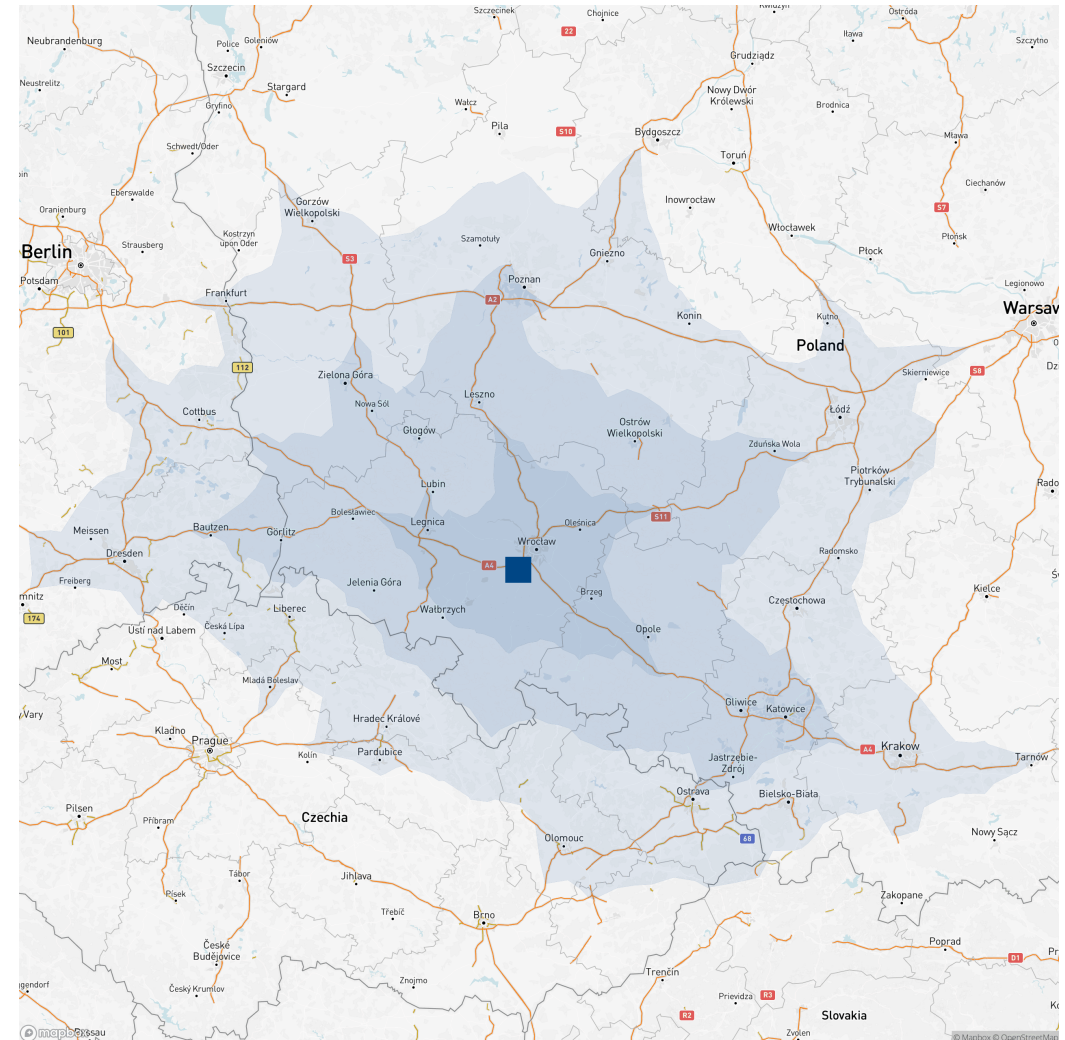 Szczecinek
Chojnice
Kwidzyn
Ostróda
Neubrandenburg
Police
Goleniów
22
Iława
Szczytno
Szczecin
Grudziądz
Neustrelitz
Stargard
Gryfino
Wałcz
Nowy Dwór
Królewski
Brodnica
Pila
S10
Bydgoszcz
Mława
Schwedt/Oder
Toruń
Eberswalde
Ciechanów
Gorzów
Wielkopolski
Inowrocław
S7
Oranienburg
Kostrzyn
upon Oder
Włocławek
Płońsk
Berlin
Strausberg
Samotuły
Gniezno
Płock
S3
Potsdam
Frankfurt
Poznan
Legionowo
A2
Konin
Kutno
Warsaw
101
Poland
112
Zielona Góra
Skierniewice
S8
Leszno
Nowa Sól
Cottbus
Łódź
Głogów
Ostrów
Wielkopolski
Zduńska Wola
Piotrków
Trybunalski
Lubin
Bolesławiec
Legnica
Oleśnica
S11
Meissen
Bautzen
Görlitz
Wrocław
Dresden
A4
Radomsko
Freiberg
Jelenia Góra
Brzeg
Kielce
Děčín
Liberec
Wałbrzych
Częstochowa
174
Česká Lípa
Ustí nad Labem
Opole
Most
Mladá Boleslav
Gliwice
Katowice
Hradec Králové
Kladno
Prague
Kolín
Pardubice
Jastrzębie-
Zdrój
A4
Krakow
Tarnów
Ostrava
Bielsko-Biała
Pilsen
Příbram
Czechia
Olomouc
68
Nowy Sącz
Tábor
Jihlava
Písek
Třebíč
Brno
Zakopane
České
Budějovice
Poprad
D1
Trenčín
Znojmo
Český Krumlov
R3
Prievidza
R2
Slovakia
Zvolen
mapbox
© Mapbox © OpenStreetMap